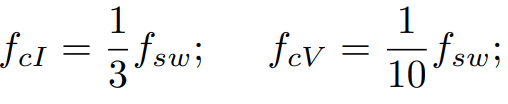 $f_{cI} = \frac{1}{3} f_{sw}; \quad f_{cV} = \frac{1}{10} f_{sw};$